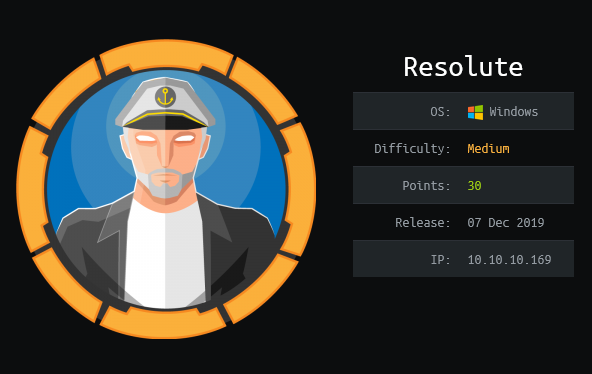 Resolute
OS: Windows
Difficulty: Medium
Points: 30
Release: 07 Dec 2019
IP: 10.10.10.169